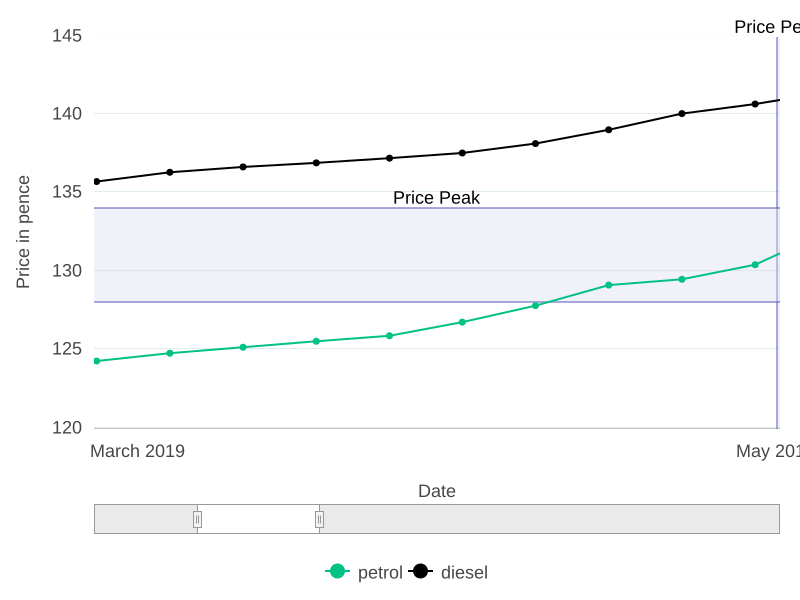 Price Pe
145
140
135
Price Peak
130
125
120
Price in pence
March 2019
May 201
Date
petrol
diesel